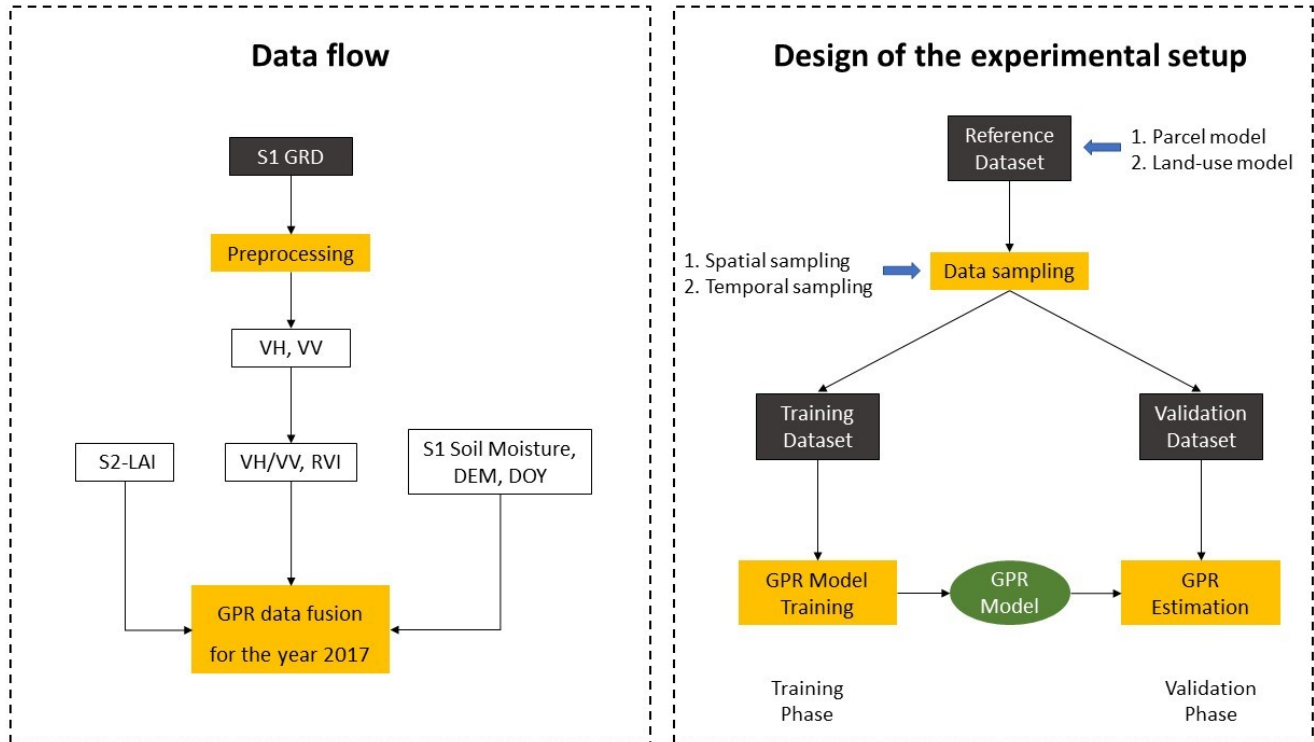 Data flow
S1 GRD
Preprocessing
VH, VV
S2-LAI
VH/VV, RVI
S1 Soil Moisture,
DEM, DOY
GPR data fusion
for the year 2017
Design of the experimental setup
Reference
Dataset
1. Parcel model
2. Land-use model
1. Spatial sampling
2. Temporal sampling
Data sampling
Training
Dataset
Validation
Dataset
GPR Model
Training
GPR
Model
GPR
Estimation
Training
Phase
Validation
Phase